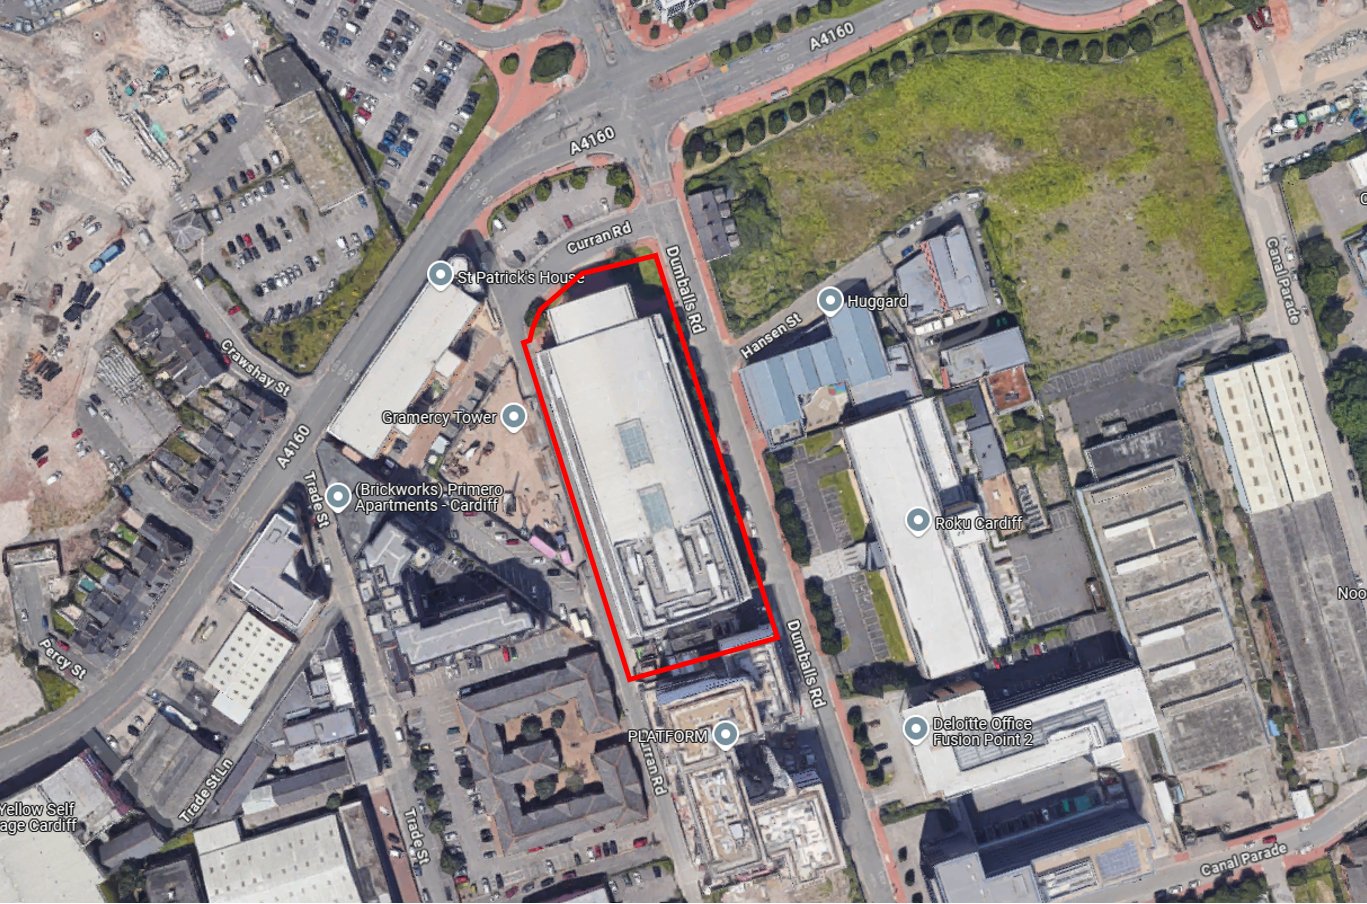 A4160
A4160
Curran Rd
Dumballs Rd
St Patrick's House
Huggard
Hansen St
Canal Parade
Crawshay St
Gramercy Tower
A4160
Trade St
(Brickworks) Primero
Apartments - Cardiff
Roku Cardiff
Noo
Percy St
Dumballs Rd
PLATFORM
Deloitte Office
Fusion Point 2
Curran Rd
Trade St Ln
Yellow Self
age Cardiff
Trade St
Canal Parade